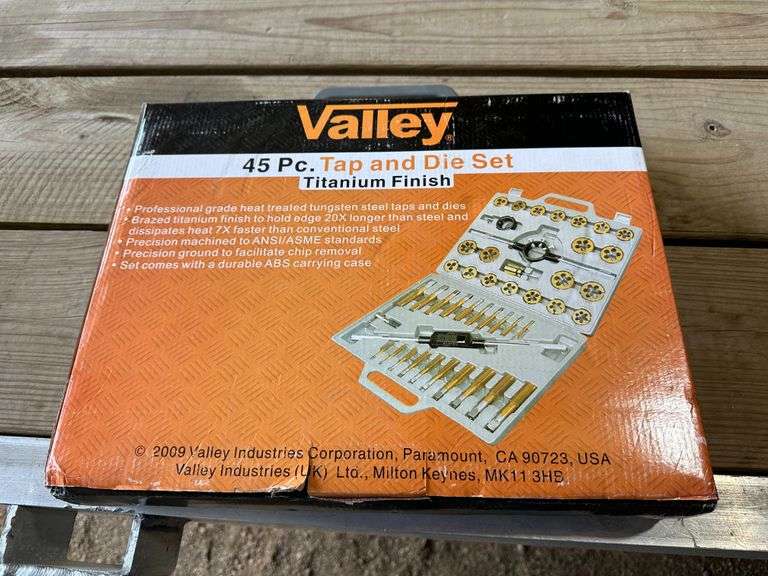 Valley®
45 Pc. Tap and Die Set
Titanium Finish
• Professional grade heat treated tungsten steel taps and dies
• Brazed titanium finish to hold edge 20X longer than steel and
dissipates heat 7X faster than conventional steel
• Precision machined to ANSI/ASME standards
• Precision ground to facilitate chip removal
• Set comes with a durable ABS carrying case
© 2009 Valley Industries Corporation, Paramount, CA 90723, USA
Valley Industries (UK) Ltd., Milton Keynes, MK11 3HB